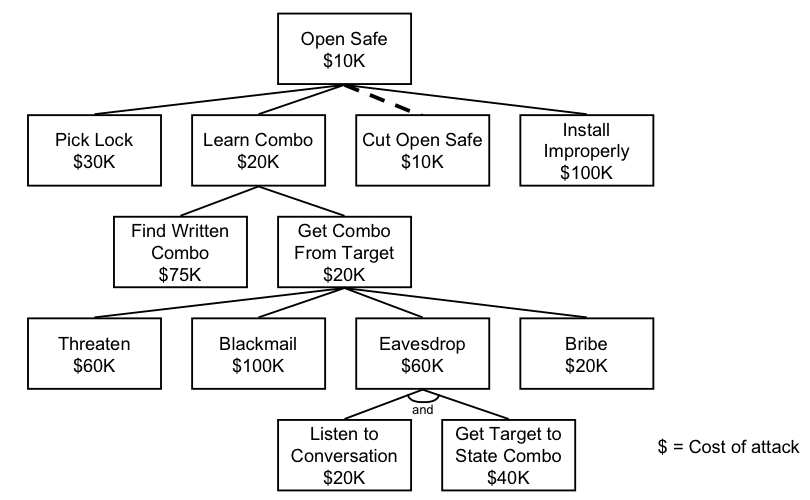 Open Safe
$10K
Pick Lock
$30K
Learn Combo
$20K
Cut Open Safe
$10K
Install
Improperly
$100K
Find Written
Combo
$75K
Get Combo
From Target
$20K
Threaten
$60K
Blackmail
$100K
Eavesdrop
$60K
Bribe
$20K
and
Listen to
Conversation
$20K
Get Target to
State Combo
$40K
$ = Cost of attack